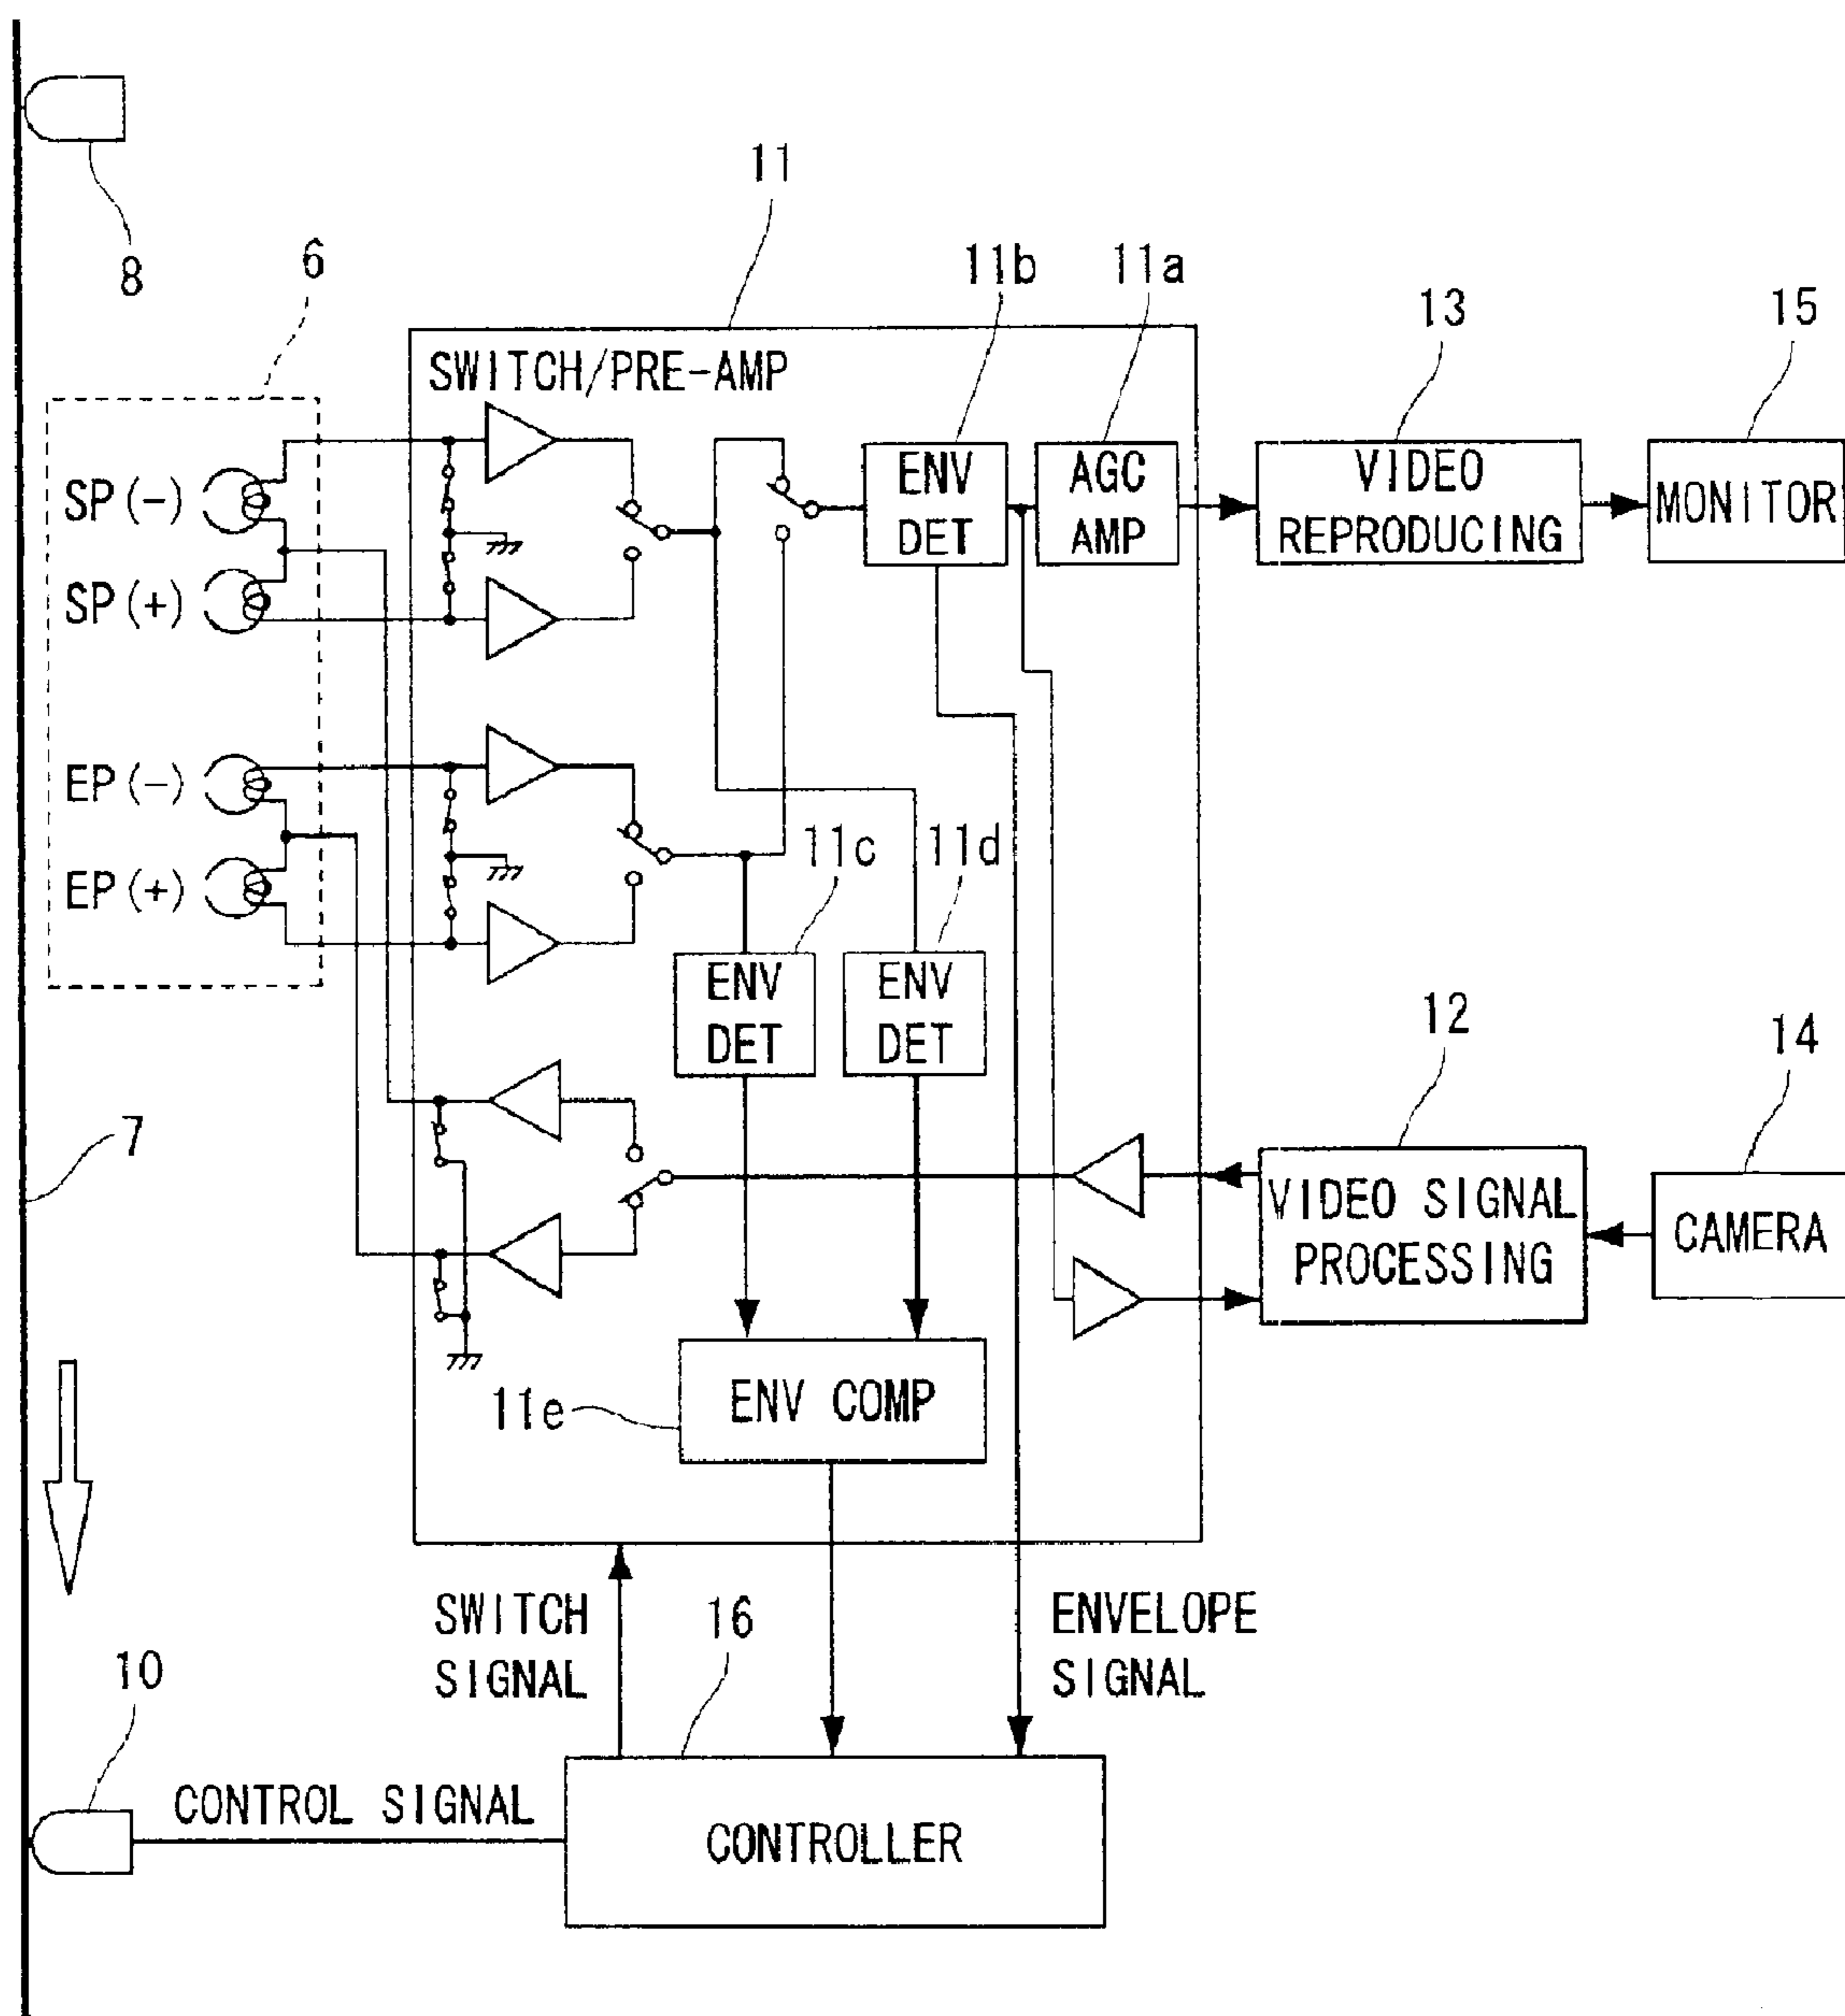 8
6
11
11b
11a
13
15
SWITCH/PRE-AMP
SP(-)
SP(+)
EP(-)
EP(+)
ENV
DET
AGC
AMP
VIDEO
REPRODUCING
MONITOR
11c
11d
ENV
DET
ENV
DET
12
14
7
VIDEO SIGNAL
PROCESSING
CAMERA
11e
ENV COMP
SWITCH
SIGNAL
16
ENVELOPE
SIGNAL
10
CONTROL SIGNAL
CONTROLLER